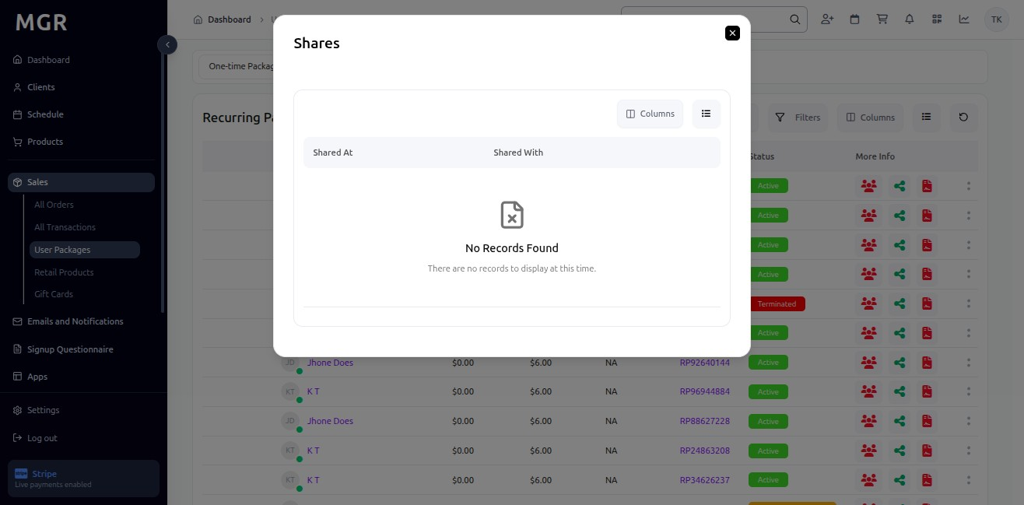 MGR
Dashboard
Clients
Schedule
Products
Sales
All Orders
All Transactions
User Packages
Retail Products
Gift Cards
Emails and Notifications
Signup Questionnaire
Apps
Settings
Log out
Stripe
Live payments enabled
Dashboard
TK
One-time Packag
Recurring Pa
Filters
Columns
Status
More Info
Active
Active
Active
Active
Terminated
Active
Shares
Columns
Shared At
Shared With
No Records Found
There are no records to display at this time.
JD Jhone Does $0.00 $6.00 NA RP92640144 Active
KT K T $0.00 $6.00 NA RP96944884 Active
JD Jhone Does $0.00 $6.00 NA RP88627228 Active
KT K T $0.00 $6.00 NA RP24863208 Active
KT K T $0.00 $6.00 NA RP34626237 Active